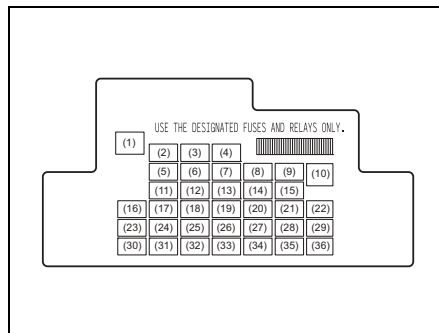 USE THE DESIGNATED FUSES AND RELAYS ONLY.
(1)
(2) (3) (4)
(5) (6) (7) (8) (9) (10)
(11) (12) (13) (14) (15)
(16) (17) (18) (19) (20) (21) (22)
(23) (24) (25) (26) (27) (28) (29)
(30) (31) (32) (33) (34) (35) (36)